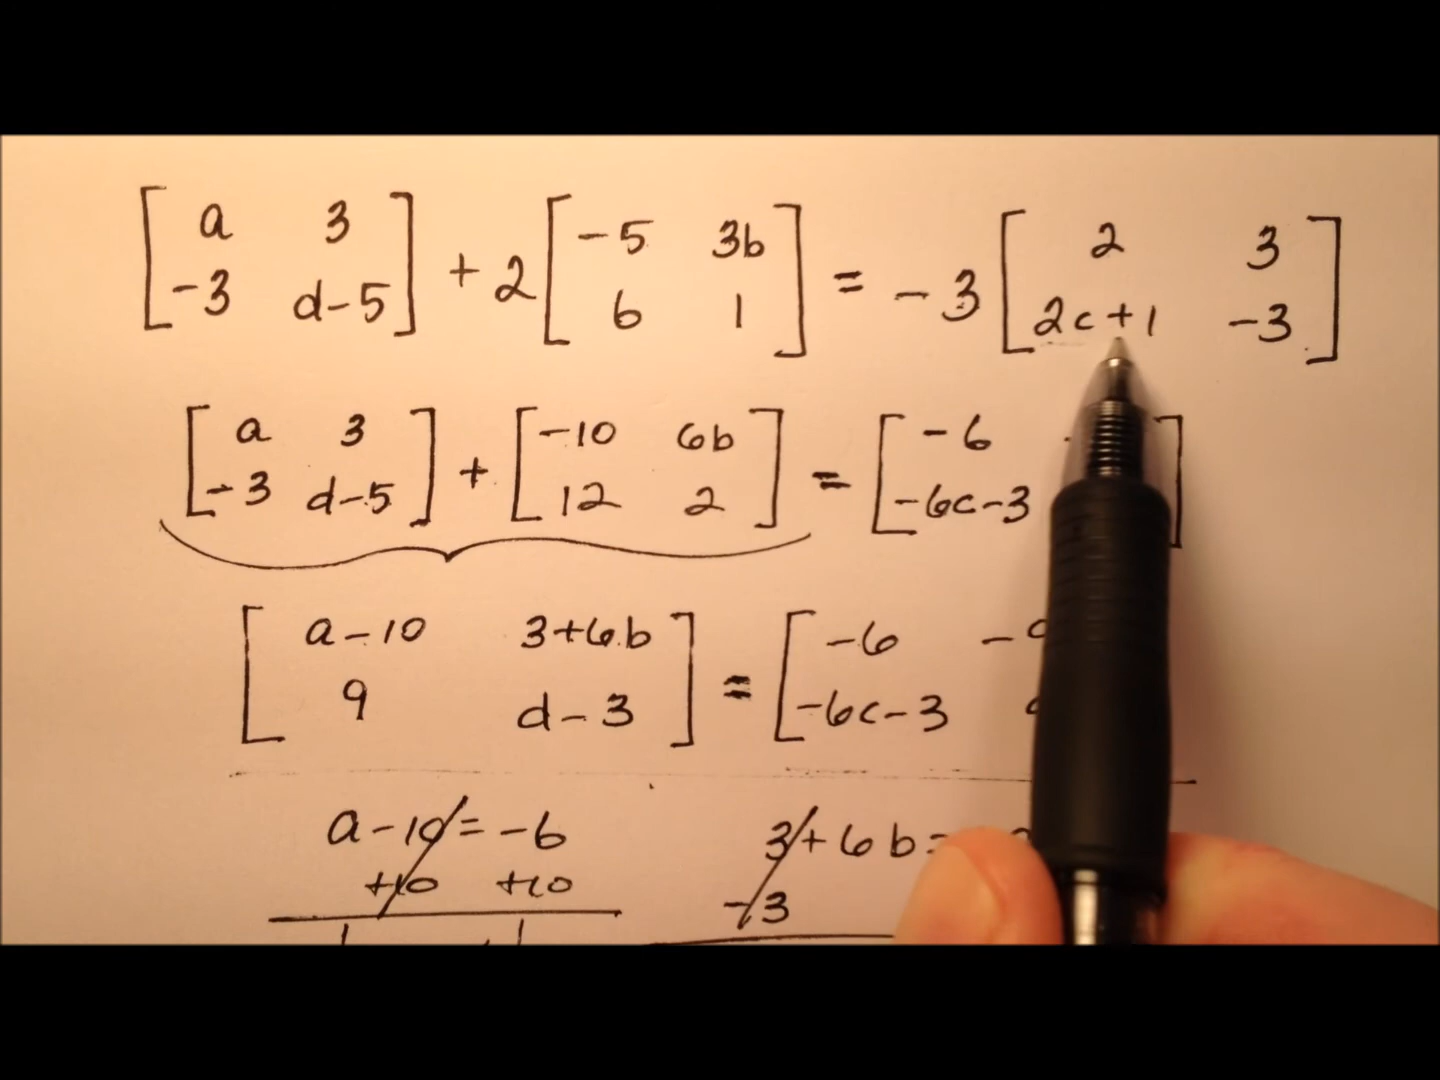 [ a 3 ] + 2 [ -5 3b ] = -3 [ 2 3 ]
[ -3 d-5 ] [ 6 1 ] [ 2c+1 -3 ]
[ a 3 ] + [ -10 6b ] = [ -6 ]
[ -3 d-5 ] [ 12 2 ] [ -6c-3 ]
[ a-10 3+6b ] = [ -6 - ]
[ 9 d-3 ] [ -6c-3 ]
a-10 = -6 3+6b =
+10 +10 -3